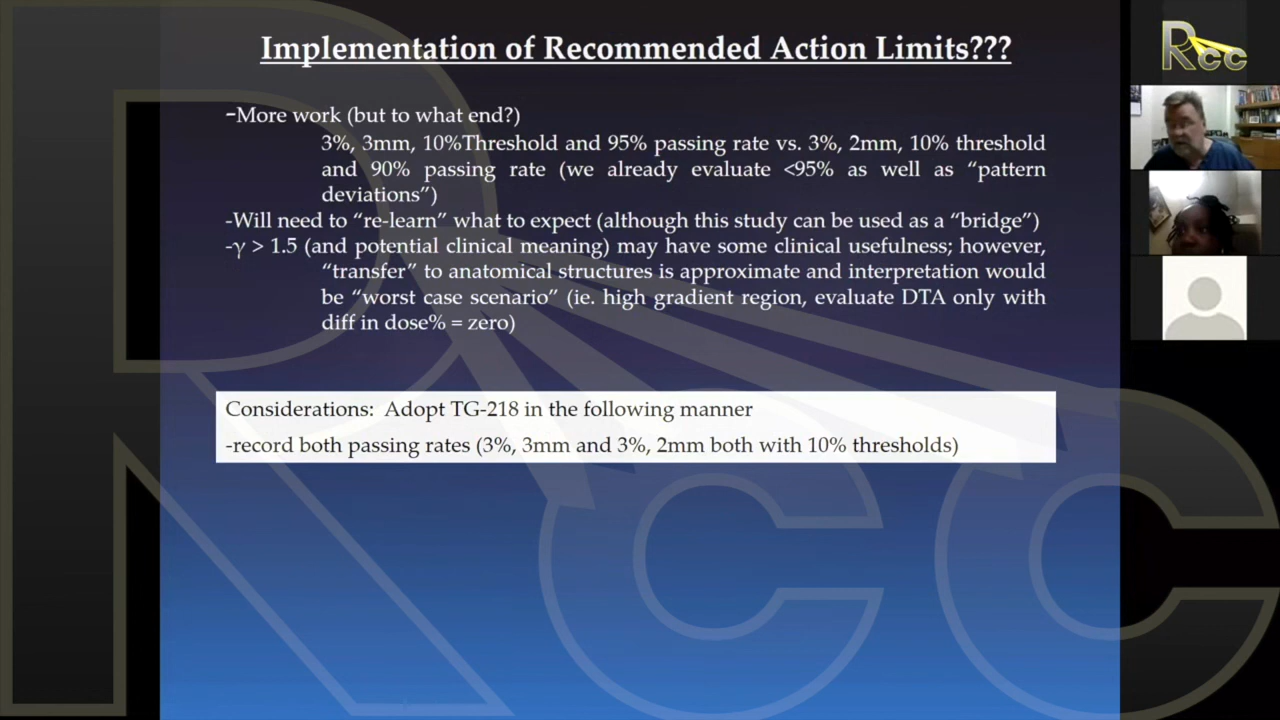 Implementation of Recommended Action Limits???
-More work (but to what end?)
3%, 3mm, 10%Threshold and 95% passing rate vs. 3%, 2mm, 10% threshold
and 90% passing rate (we already evaluate <95% as well as “pattern
deviations”)
-Will need to “re-learn” what to expect (although this study can be used as a “bridge”)
-γ > 1.5 (and potential clinical meaning) may have some clinical usefulness; however,
“transfer” to anatomical structures is approximate and interpretation would
be “worst case scenario” (ie. high gradient region, evaluate DTA only with
diff in dose% = zero)
Considerations: Adopt TG-218 in the following manner
-record both passing rates (3%, 3mm and 3%, 2mm both with 10% thresholds)
Rcc
Rcc